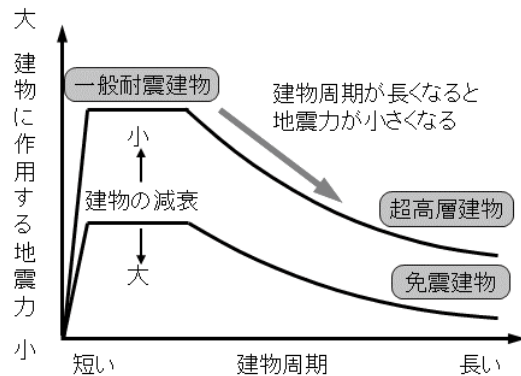 大 建物に作用する地震力 小
一般耐震建物
建物周期が長くなると
地震力が小さくなる
小
建物の減衰
大
超高層建物
免震建物
短い 建物周期 長い